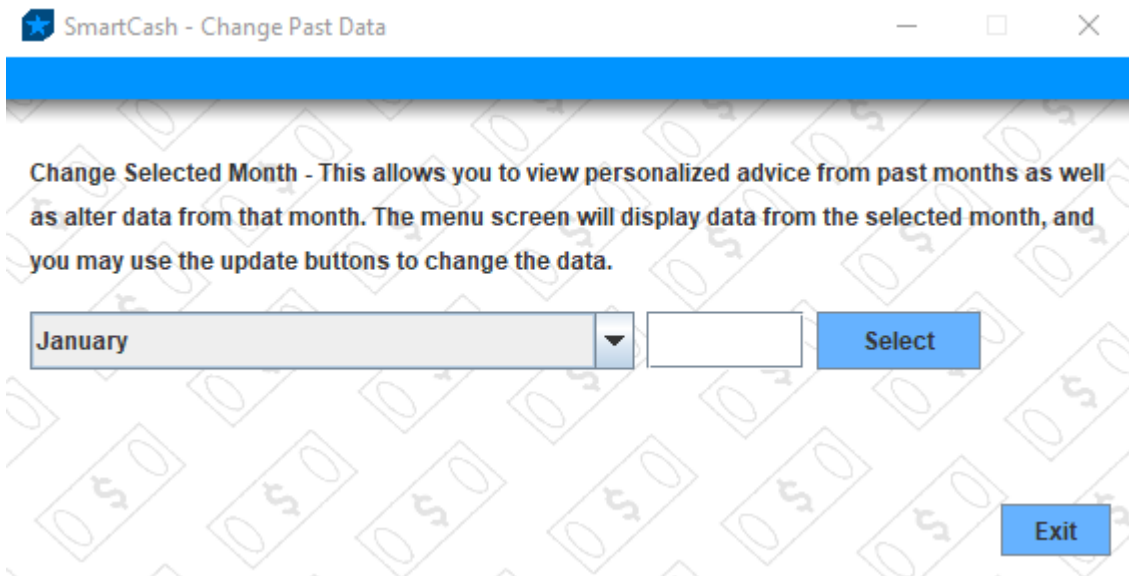 SmartCash - Change Past Data
Change Selected Month - This allows you to view personalized advice from past months as well
as alter data from that month. The menu screen will display data from the selected month, and
you may use the update buttons to change the data.
January
Select
Exit